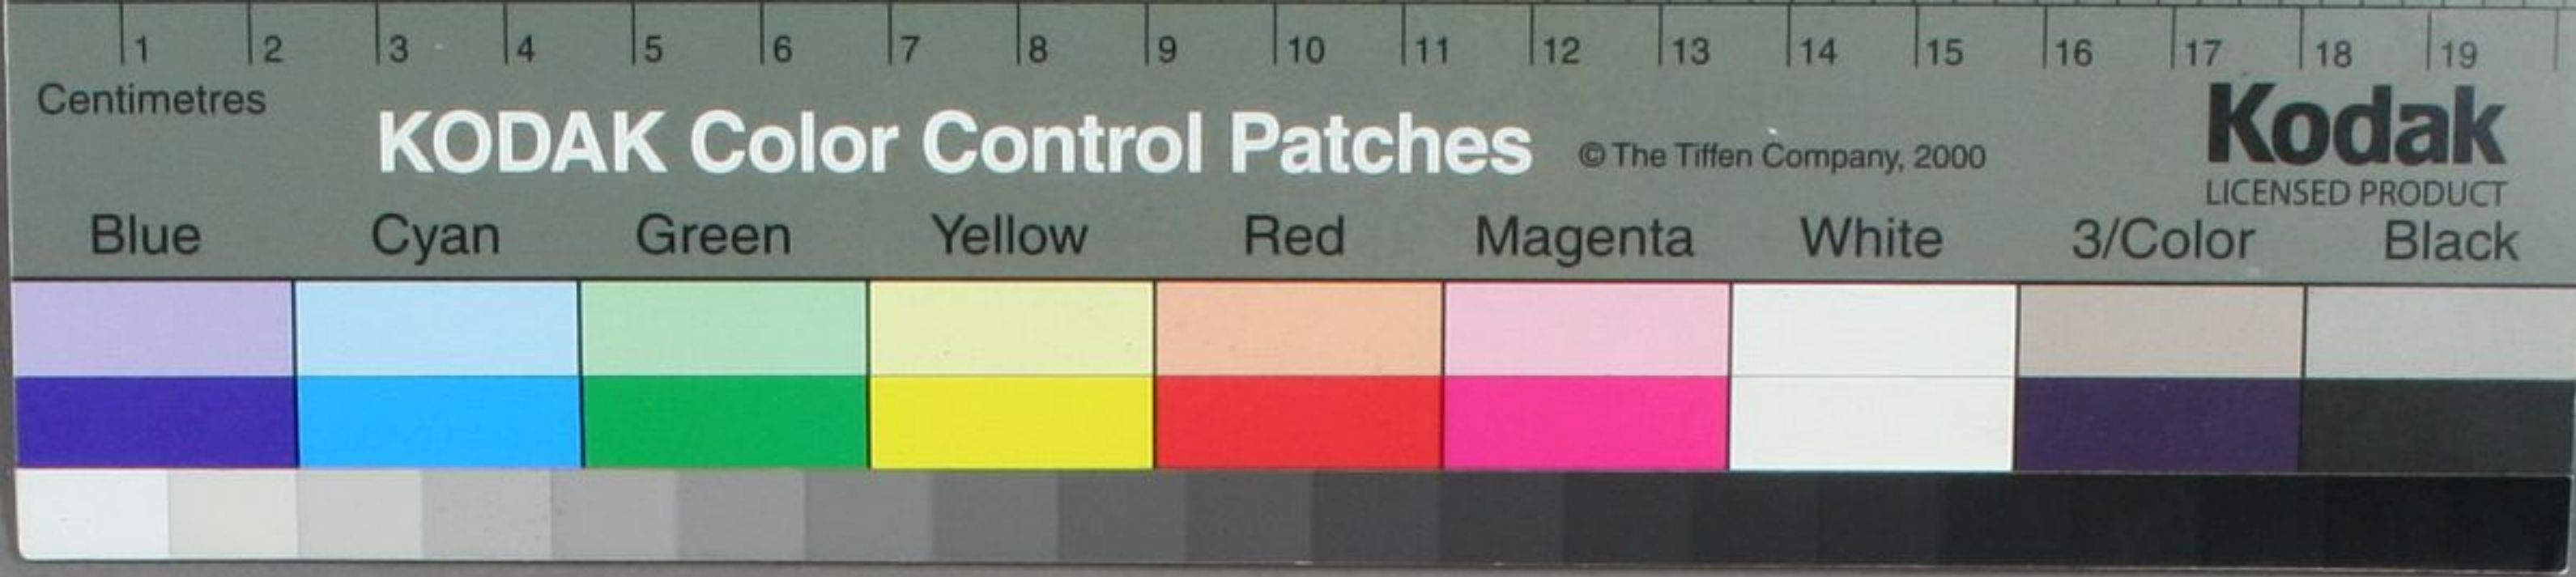 1 2 3 4 5 6 7 8 9 10 11 12 13 14 15 16 17 18 19
Centimetres
KODAK Color Control Patches © The Tiffen Company, 2000
Kodak
LICENSED PRODUCT
Blue Cyan Green Yellow Red Magenta White 3/Color Black